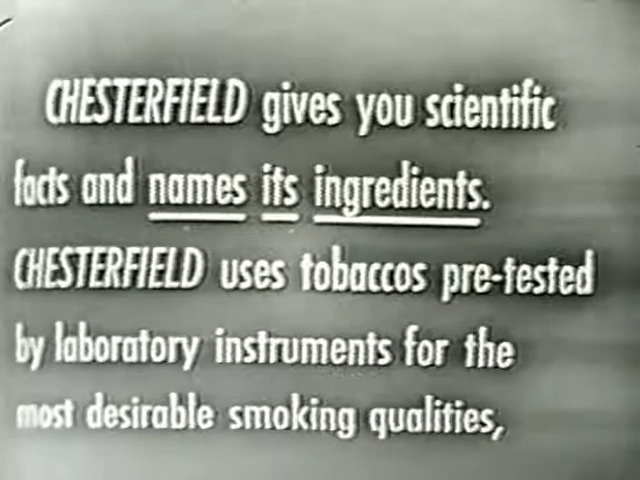 CHESTERFIELD gives you scientific
facts and names its ingredients.
CHESTERFIELD uses tobaccos pre-tested
by laboratory instruments for the
most desirable smoking qualities,